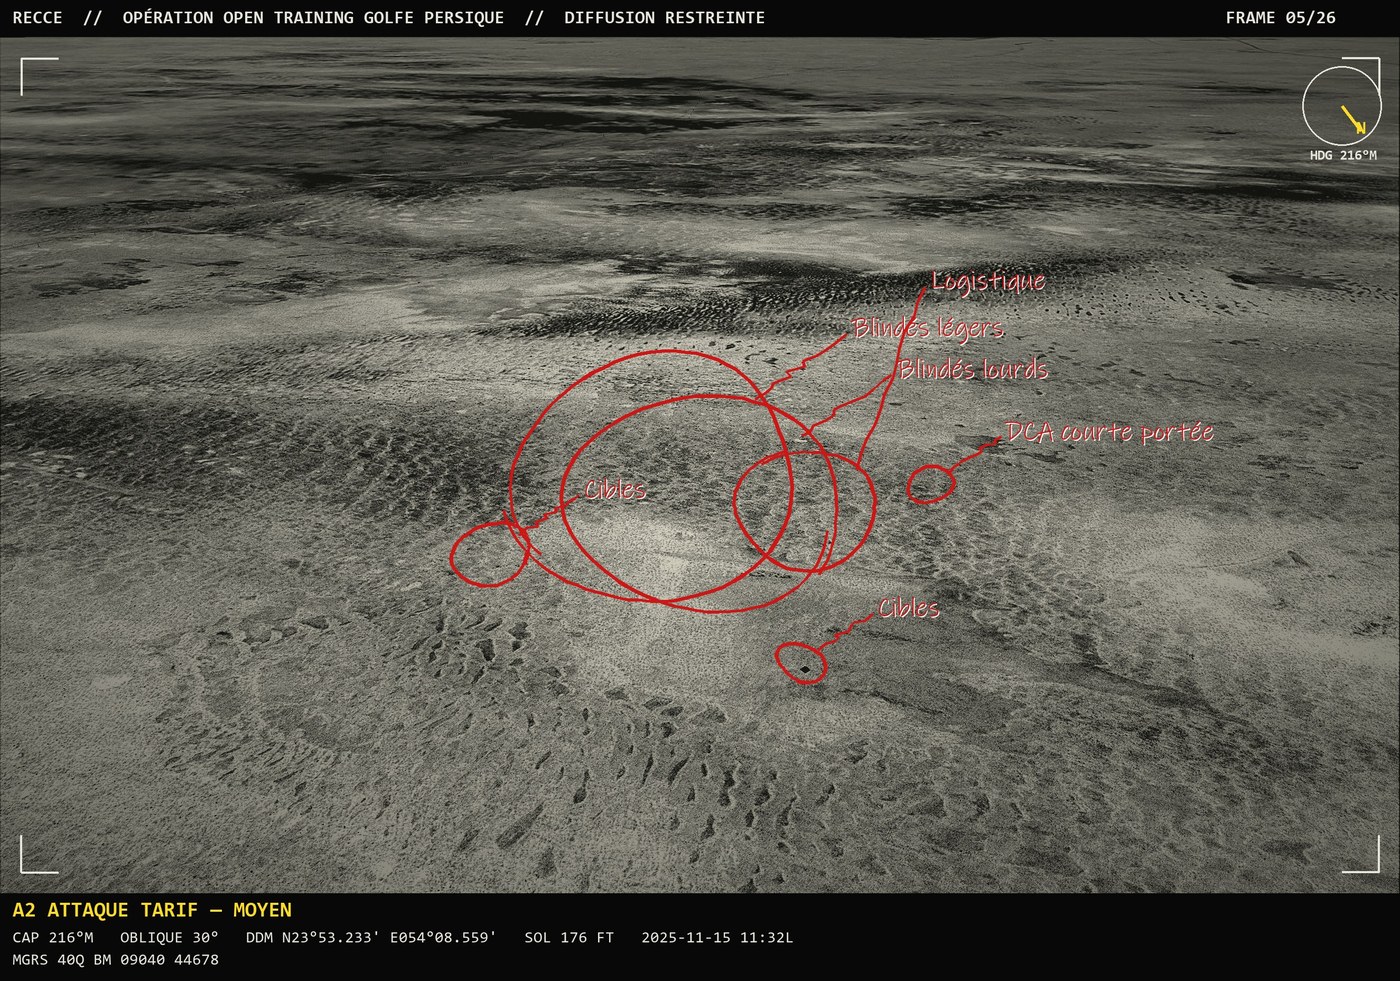 RECCE // OPÉRATION OPEN TRAINING GOLFE PERSIQUE // DIFFUSION RESTREINTE FRAME 05/26
N
HDG 216°M
Logistique
Blindés légers
Blindés lourds
DCA courte portée
Cibles
Cibles
A2 ATTAQUE TARIF — MOYEN
CAP 216°M OBLIQUE 30° DDM N23°53.233' E054°08.559' SOL 176 FT 2025-11-15 11:32L
MGRS 40Q BM 09040 44678